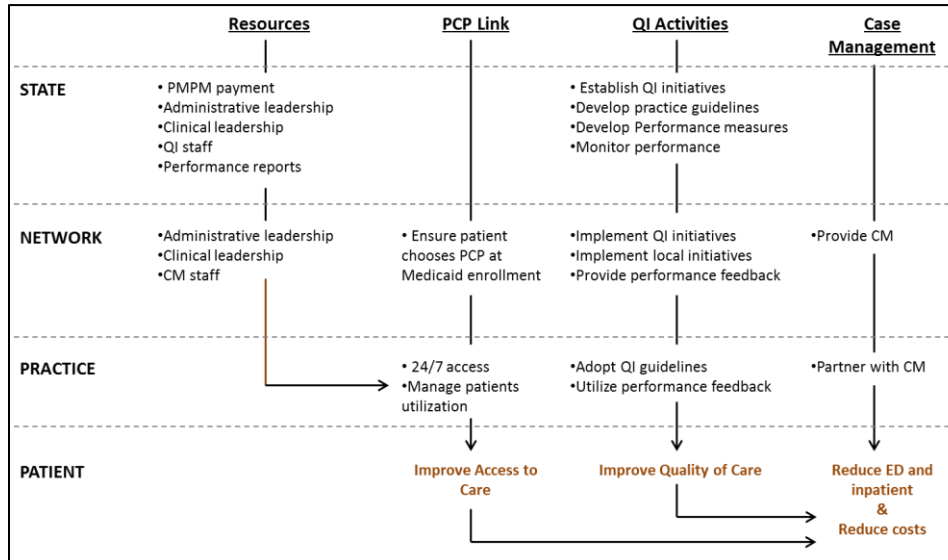 Resources
PCP Link
QI Activities
Case
Management
STATE
• PMPM payment
•Administrative leadership
•Clinical leadership
•QI staff
•Performance reports
• Establish QI initiatives
•Develop practice guidelines
•Develop Performance measures
•Monitor performance
NETWORK
•Administrative leadership
•Clinical leadership
•CM staff
• Ensure patient
chooses PCP at
Medicaid enrollment
•Implement QI initiatives
•Implement local initiatives
•Provide performance feedback
•Provide CM
PRACTICE
• 24/7 access
•Manage patients
utilization
•Adopt QI guidelines
•Utilize performance feedback
•Partner with CM
PATIENT
Improve Access to
Care
Improve Quality of Care
Reduce ED and
inpatient
&
Reduce costs